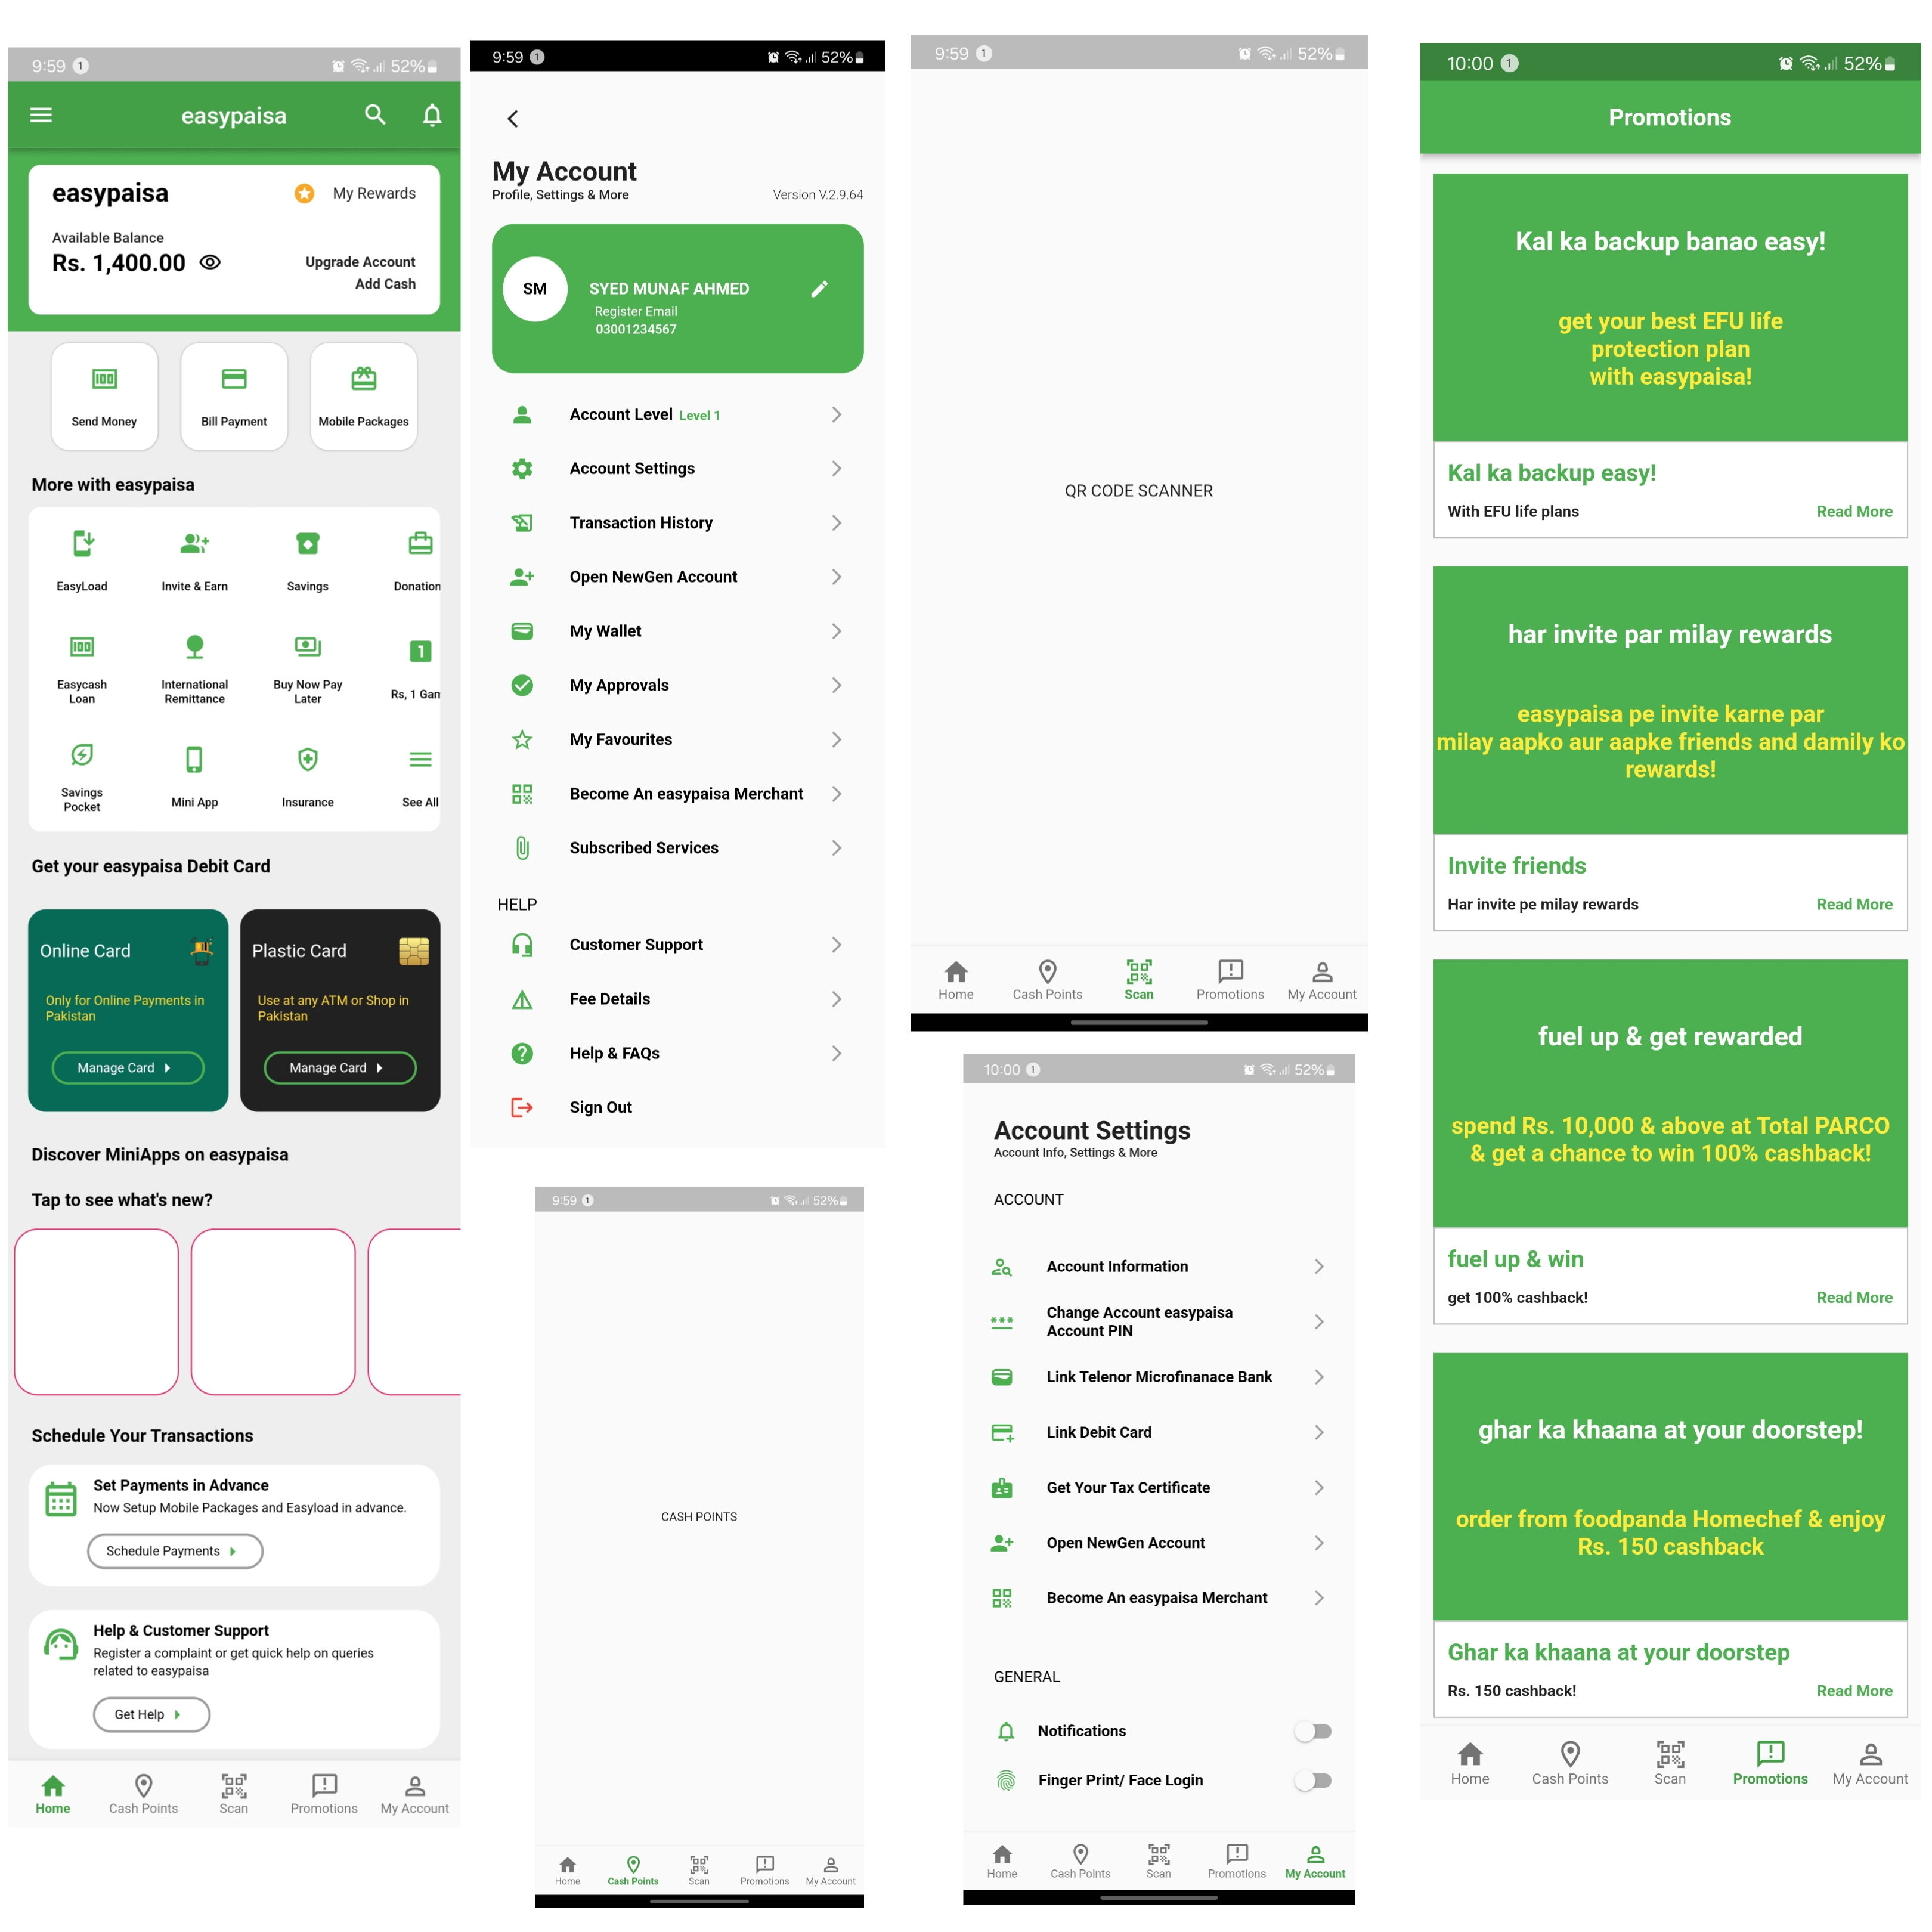 9:59 1 52%
easypaisa
easypaisa
My Rewards
Available Balance
Rs. 1,400.00
Upgrade Account
Add Cash
Send Money
Bill Payment
Mobile Packages
More with easypaisa
EasyLoad
Invite & Earn
Savings
Donation
Easycash
Loan
International
Remittance
Buy Now Pay
Later
Rs, 1 Gam
Savings
Pocket
Mini App
Insurance
See All
Get your easypaisa Debit Card
Online Card
Only for Online Payments in
Pakistan
Manage Card
Plastic Card
Use at any ATM or Shop in
Pakistan
Manage Card
Discover MiniApps on easypaisa
Tap to see what's new?
Schedule Your Transactions
Set Payments in Advance
Now Setup Mobile Packages and Easyload in advance.
Schedule Payments
Help & Customer Support
Register a complaint or get quick help on queries
related to easypaisa
Get Help
Home
Cash Points
Scan
Promotions
My Account
9:59 1 52%
My Account
Profile, Settings & More
Version V.2.9.64
SM
SYED MUNAF AHMED
Register Email
03001234567
Account Level Level 1
Account Settings
Transaction History
Open NewGen Account
My Wallet
My Approvals
My Favourites
Become An easypaisa Merchant
Subscribed Services
HELP
Customer Support
Fee Details
Help & FAQs
Sign Out
9:59 1 52%
CASH POINTS
Home
Cash Points
Scan
Promotions
My Account
9:59 1 52%
QR CODE SCANNER
Home
Cash Points
Scan
Promotions
My Account
10:00 1 52%
Account Settings
Account Info, Settings & More
ACCOUNT
Account Information
Change Account easypaisa
Account PIN
Link Telenor Microfinanace Bank
Link Debit Card
Get Your Tax Certificate
Open NewGen Account
Become An easypaisa Merchant
GENERAL
Notifications
Finger Print/ Face Login
Home
Cash Points
Scan
Promotions
My Account
10:00 1 52%
Promotions
Kal ka backup banao easy!
get your best EFU life
protection plan
with easypaisa!
Kal ka backup easy!
With EFU life plans
Read More
har invite par milay rewards
easypaisa pe invite karne par
milay aapko aur aapke friends and damily ko
rewards!
Invite friends
Har invite pe milay rewards
Read More
fuel up & get rewarded
spend Rs. 10,000 & above at Total PARCO
& get a chance to win 100% cashback!
fuel up & win
get 100% cashback!
Read More
ghar ka khaana at your doorstep!
order from foodpanda Homechef & enjoy
Rs. 150 cashback
Ghar ka khaana at your doorstep
Rs. 150 cashback!
Read More
Home
Cash Points
Scan
Promotions
My Account